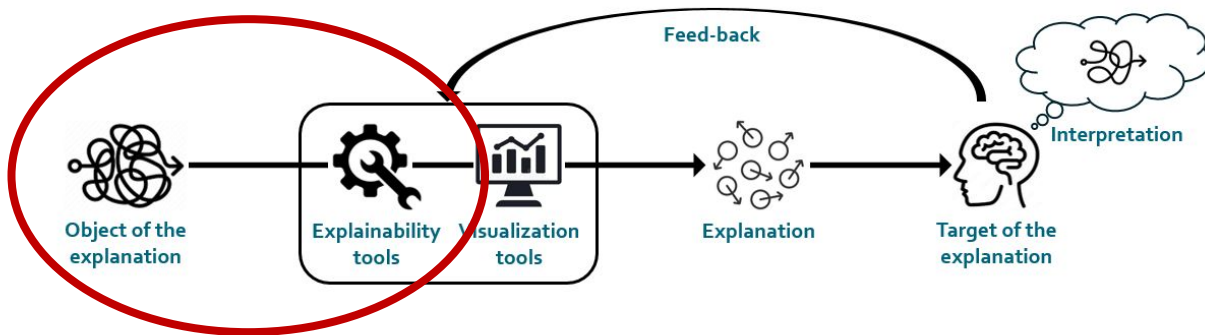 Feed-back
Interpretation
Object of the
explanation
Explainability
tools
Visualization
tools
Explanation
Target of the
explanation